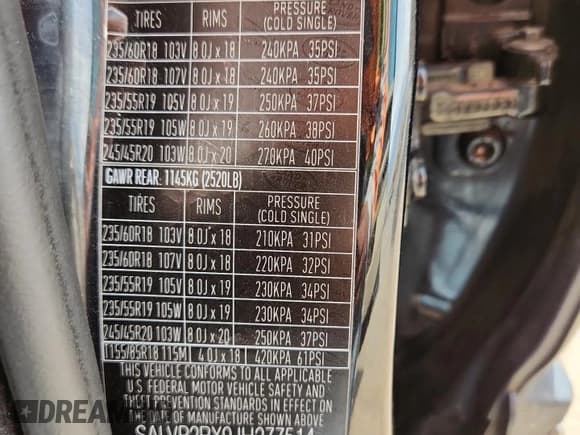 TIRES RIMS PRESSURE (COLD SINGLE)
235/60R18 103V 8.0J x 18 240KPA 35PSI
235/60R18 107V 8.0J x 18 240KPA 35PSI
235/55R19 105V 8.0J x 19 250KPA 37PSI
235/55R19 105W 8.0J x 19 260KPA 38PSI
245/45R20 103W 8.0J x 20 270KPA 40PSI
GAWR REAR: 1145KG (2520LB)
TIRES RIMS PRESSURE (COLD SINGLE)
235/60R18 103V 8.0J x 18 210KPA 31PSI
235/60R18 107V 8.0J x 18 220KPA 32PSI
235/55R19 105V 8.0J x 19 230KPA 34PSI
235/55R19 105W 8.0J x 19 230KPA 34PSI
245/45R20 103W 8.0J x 20 250KPA 37PSI
T155/85R18 115M 4.0J x 18 420KPA 61PSI
THIS VEHICLE CONFORMS TO ALL APPLICABLE
U.S. FEDERAL MOTOR VEHICLE SAFETY AND
THEFT PREVENTION STANDARDS IN EFFECT
OF MANUFACTURE SHOWN